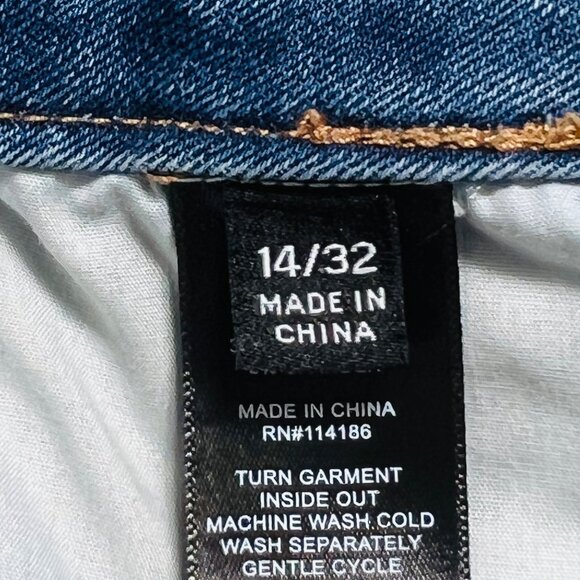 14/32
MADE IN
CHINA
MADE IN CHINA
RN#114186
TURN GARMENT
INSIDE OUT
MACHINE WASH COLD
WASH SEPARATELY
GENTLE CYCLE